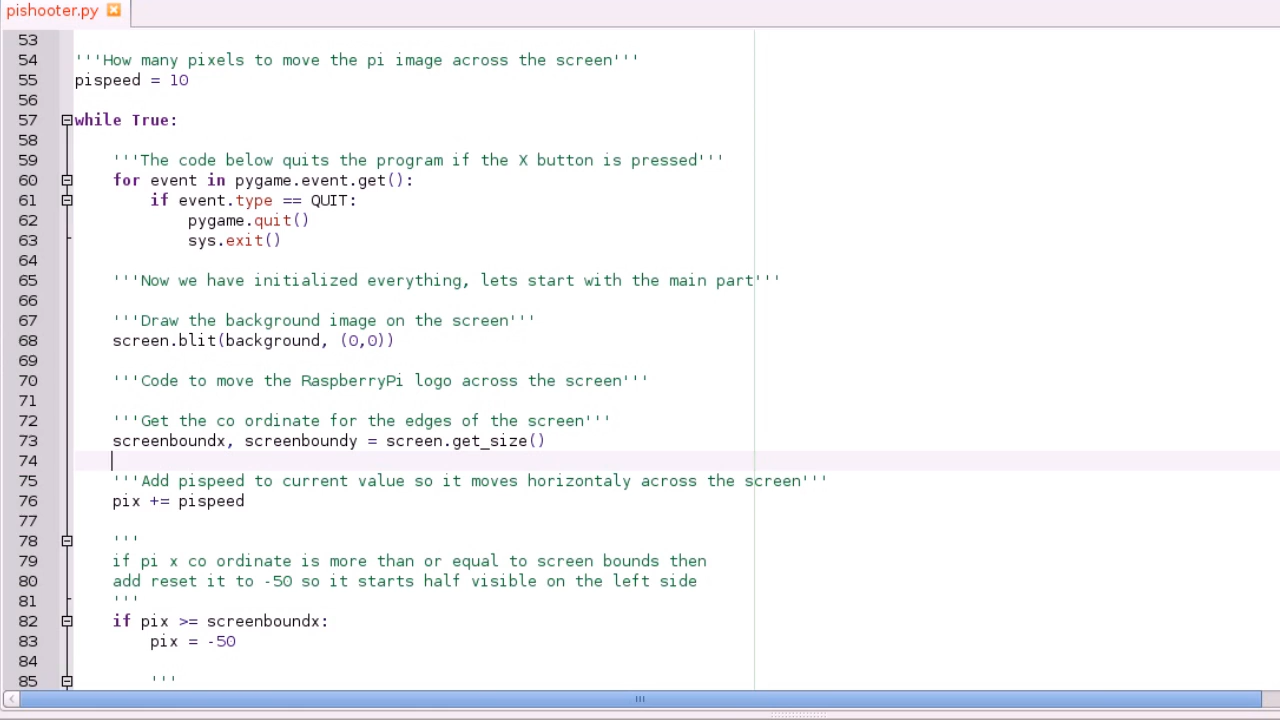 pishooter.py
53
54 '''How many pixels to move the pi image across the screen'''
55 pispeed = 10
56
57 while True:
58
59 '''The code below quits the program if the X button is pressed'''
60 for event in pygame.event.get():
61 if event.type == QUIT:
62 pygame.quit()
63 sys.exit()
64
65 '''Now we have initialized everything, lets start with the main part'''
66
67 '''Draw the background image on the screen'''
68 screen.blit(background, (0,0))
69
70 '''Code to move the RaspberryPi logo across the screen'''
71
72 '''Get the co ordinate for the edges of the screen'''
73 screenboundx, screenboundy = screen.get_size()
74
75 '''Add pispeed to current value so it moves horizontaly across the screen'''
76 pix += pispeed
77
78 '''
79 if pi x co ordinate is more than or equal to screen bounds then
80 add reset it to -50 so it starts half visible on the left side
81 '''
82 if pix >= screenboundx:
83 pix = -50
84
85 '''